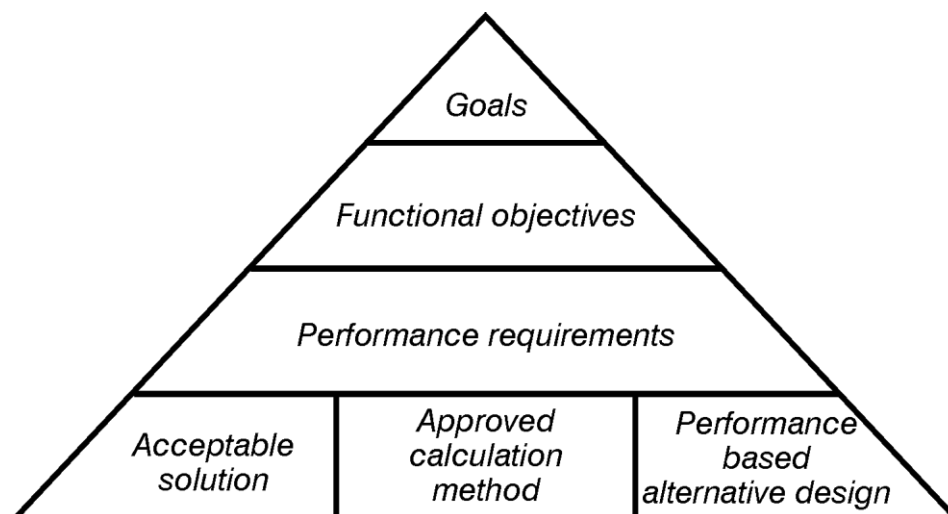 Goals
Functional objectives
Performance requirements
Acceptable
solution
Approved
calculation
method
Performance
based
alternative design